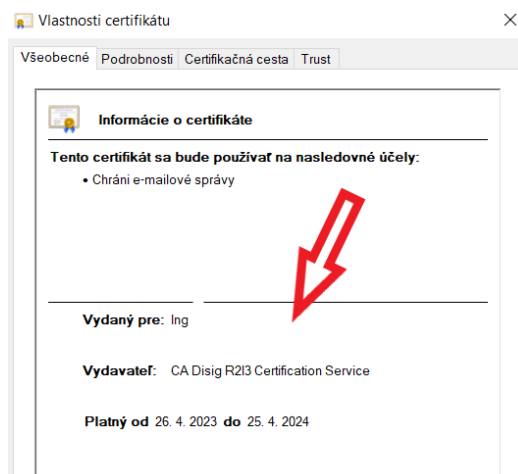 Vlastnosti certifikátu
Všeobecné Podrobnosti Certifikačná cesta Trust
Informácie o certifikáte
Tento certifikát sa bude používať na nasledovné účely:
• Chráni e-mailové správy
Vydaný pre: Ing
Vydavateľ: CA Disig R2I3 Certification Service
Platný od 26. 4. 2023 do 25. 4. 2024